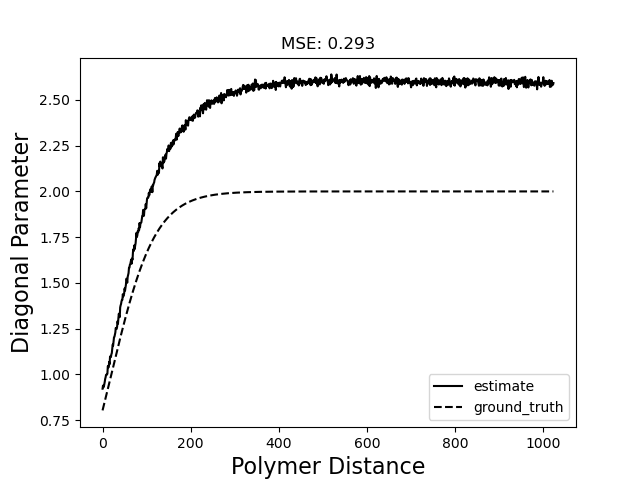 MSE: 0.293
Diagonal Parameter
2.50
2.25
2.00
1.75
1.50
1.25
1.00
0.75
estimate
ground_truth
0 200 400 600 800 1000
Polymer Distance